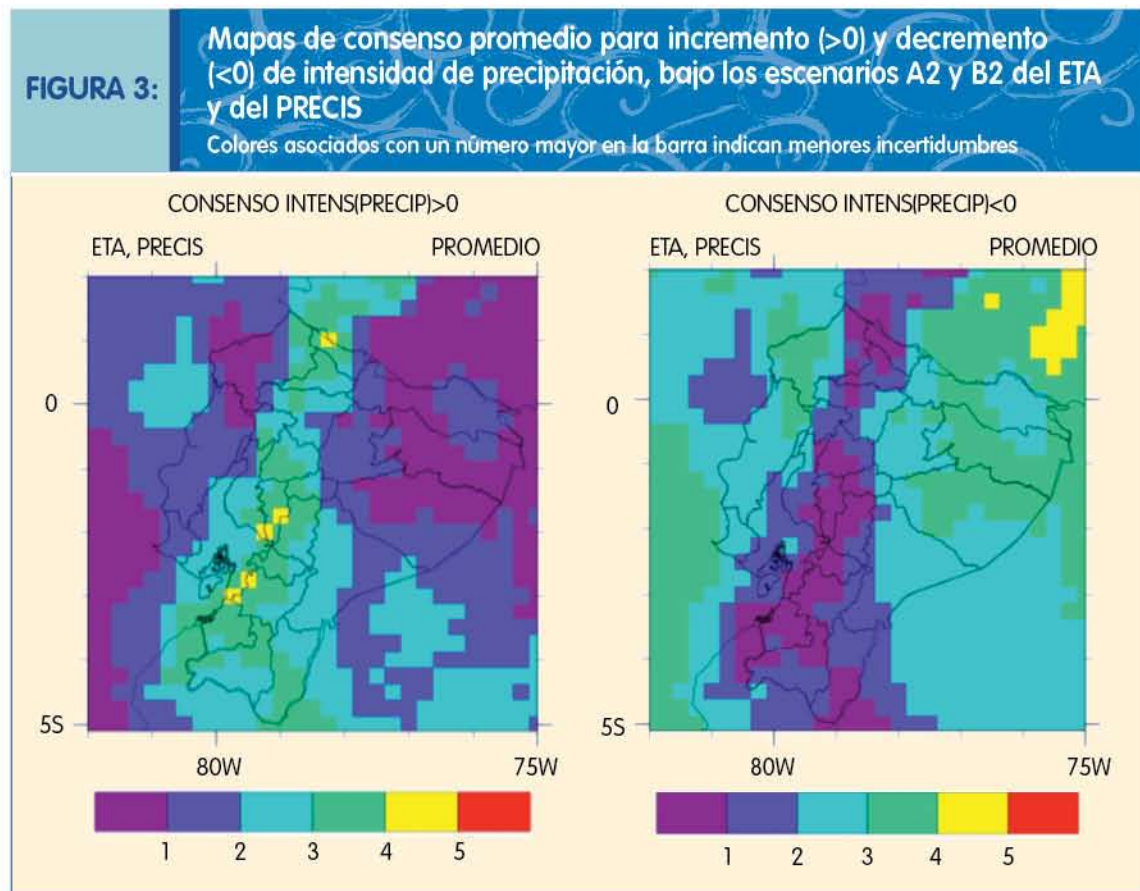 FIGURA 3:
Mapas de consenso promedio para incremento (>0) y decremento
(<0) de intensidad de precipitación, bajo los escenarios A2 y B2 del ETA
y del PRECIS
Colores asociados con un número mayor en la barra indican menores incertidumbres
CONSENSO INTENS(PRECIP)>0
ETA, PRECIS PROMEDIO
0
5S
80W 75W
1 2 3 4 5
CONSENSO INTENS(PRECIP)<0
ETA, PRECIS PROMEDIO
0
5S
80W 75W
1 2 3 4 5